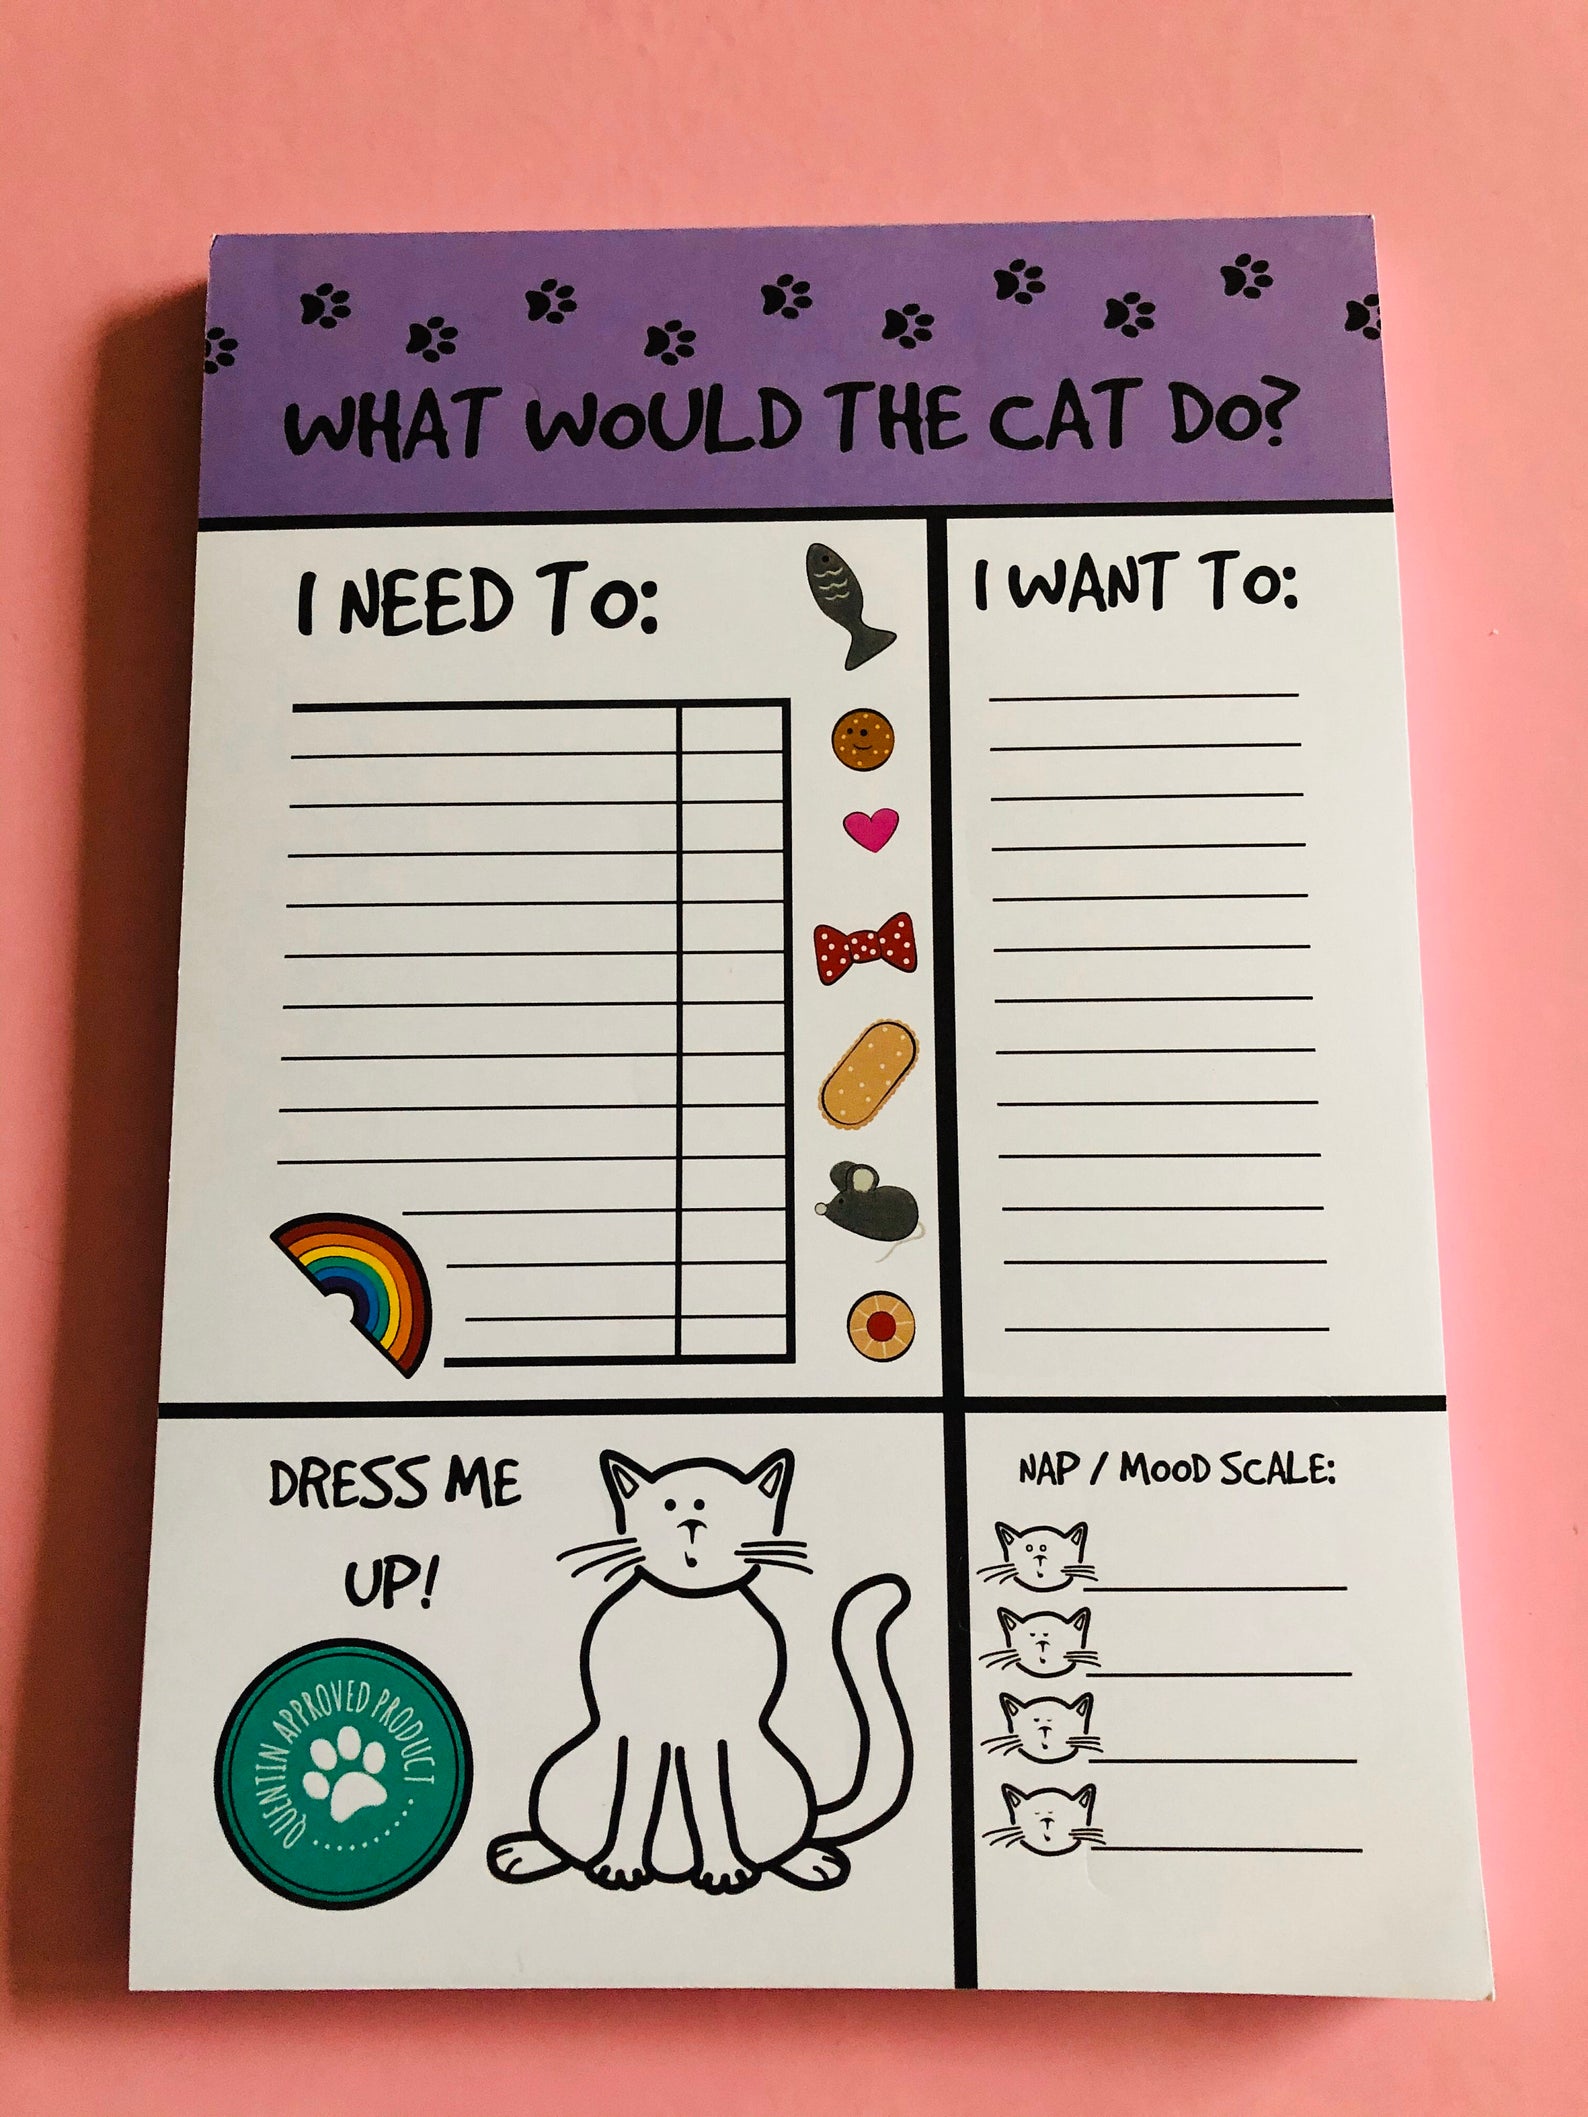 WHAT WOULD THE CAT DO?
I NEED TO:
I WANT TO:
DRESS ME
UP!
QUENTIN APPROVED PRODUCT
NAP / MOOD SCALE: